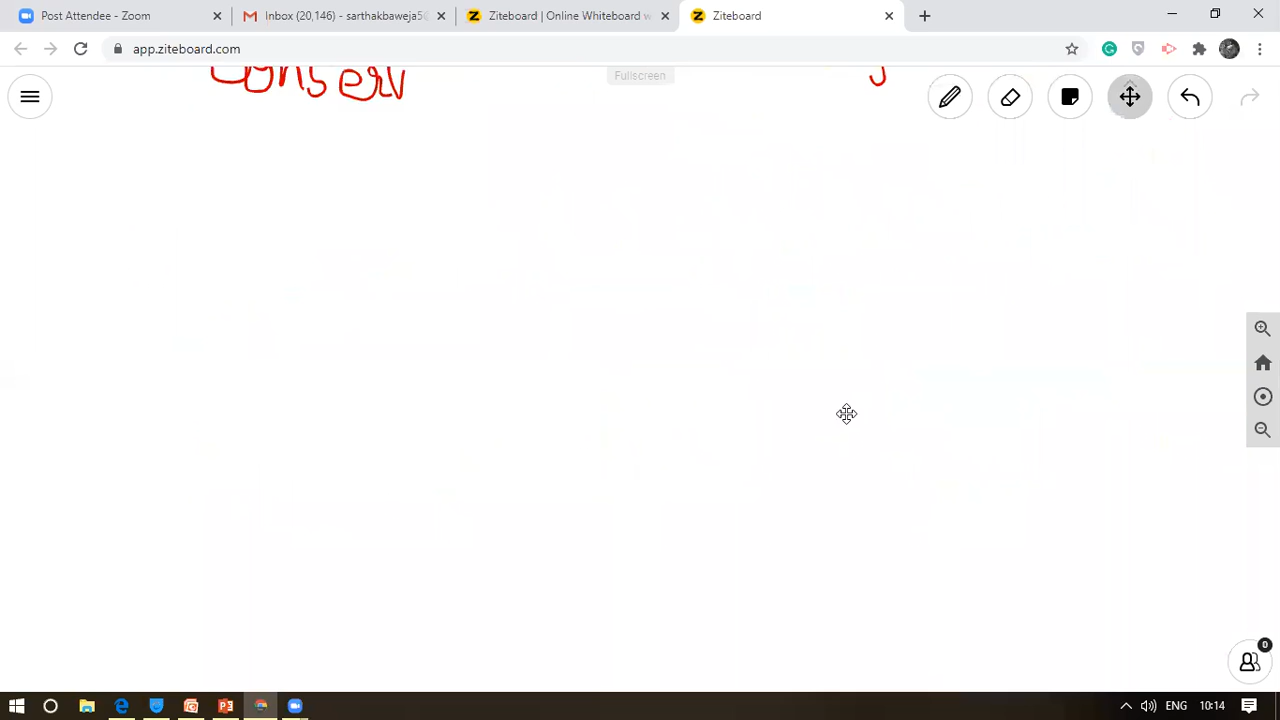 Post Attendee - Zoom
Inbox (20,146) - sarthakbaweja5
Ziteboard | Online Whiteboard w
Ziteboard
app.ziteboard.com
Conserv
Fullscreen
0
ENG
10:14